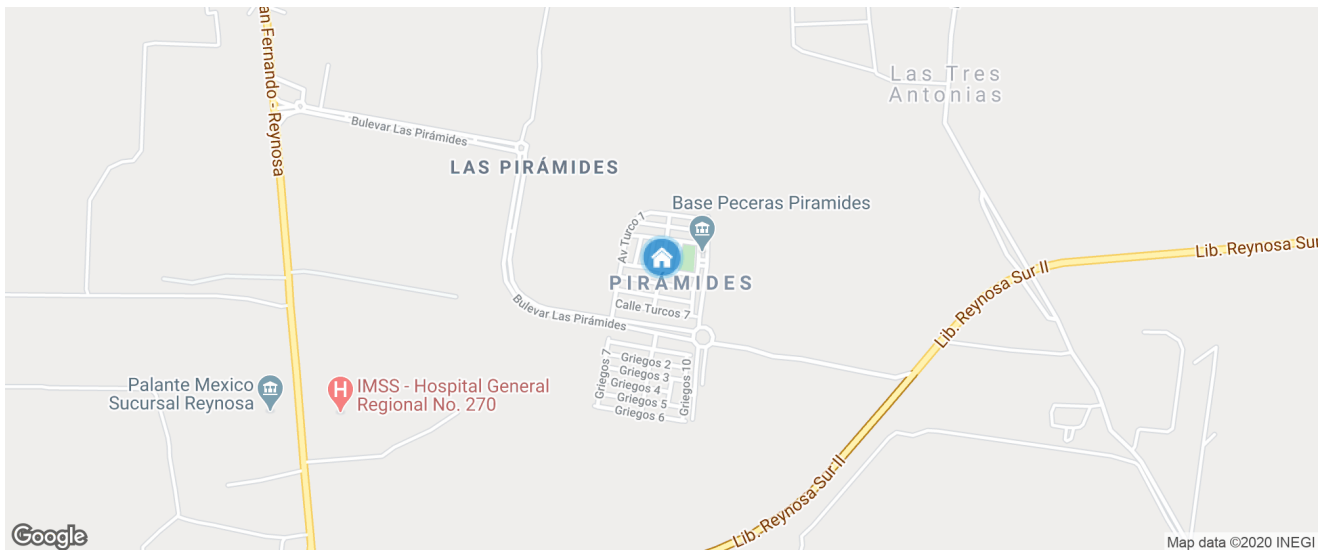 an Fernando - Reynosa
Las Tres
Antonias
Bulevar Las Pirámides
LAS PIRÁMIDES
Base Peceras Piramides
Av. Turco 1
Lib. Reynosa Sur
PIRÁMIDES
Lib. Reynosa Sur II
Calle Turcos 7
Bulevar Las Pirámides
Griegos 7
Griegos 2
Griegos 3
Griegos 4
Griegos 5
Griegos 6
Griegos 10
Palante Mexico
Sucursal Reynosa
H
IMSS - Hospital General
Regional No. 270
Lib. Reynosa Sur II
Google
Map data ©2020 INEGI